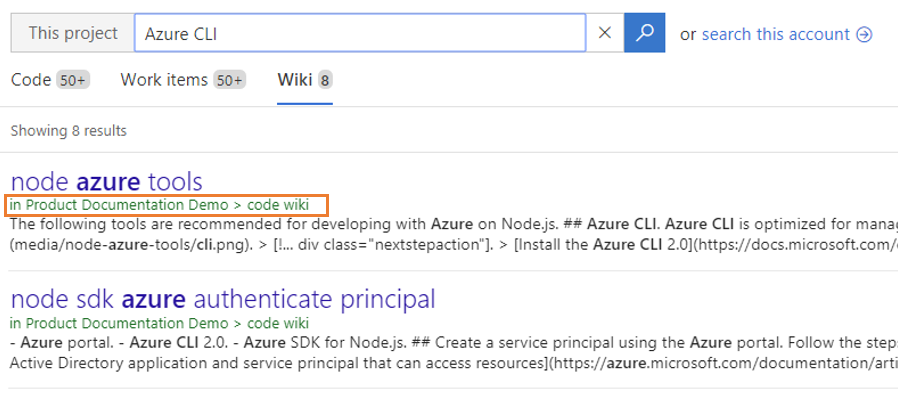 This project Azure CLI × or search this account
Code 50+ Work items 50+ Wiki 8
Showing 8 results
node azure tools
in Product Documentation Demo > code wiki
The following tools are recommended for developing with Azure on Node.js. ## Azure CLI. Azure CLI is optimized for
(media/node-azure-tools/cli.png). > [!... div class="nextstepaction"]. > [Install the Azure CLI 2.0](https://docs.microsoft.com/
node sdk azure authenticate principal
in Product Documentation Demo > code wiki
- Azure portal. - Azure CLI 2.0. - Azure SDK for Node.js. ## Create a service principal using the Azure portal. Follow the step
Active Directory application and service principal that can access resources](https://azure.microsoft.com/documentation/arti